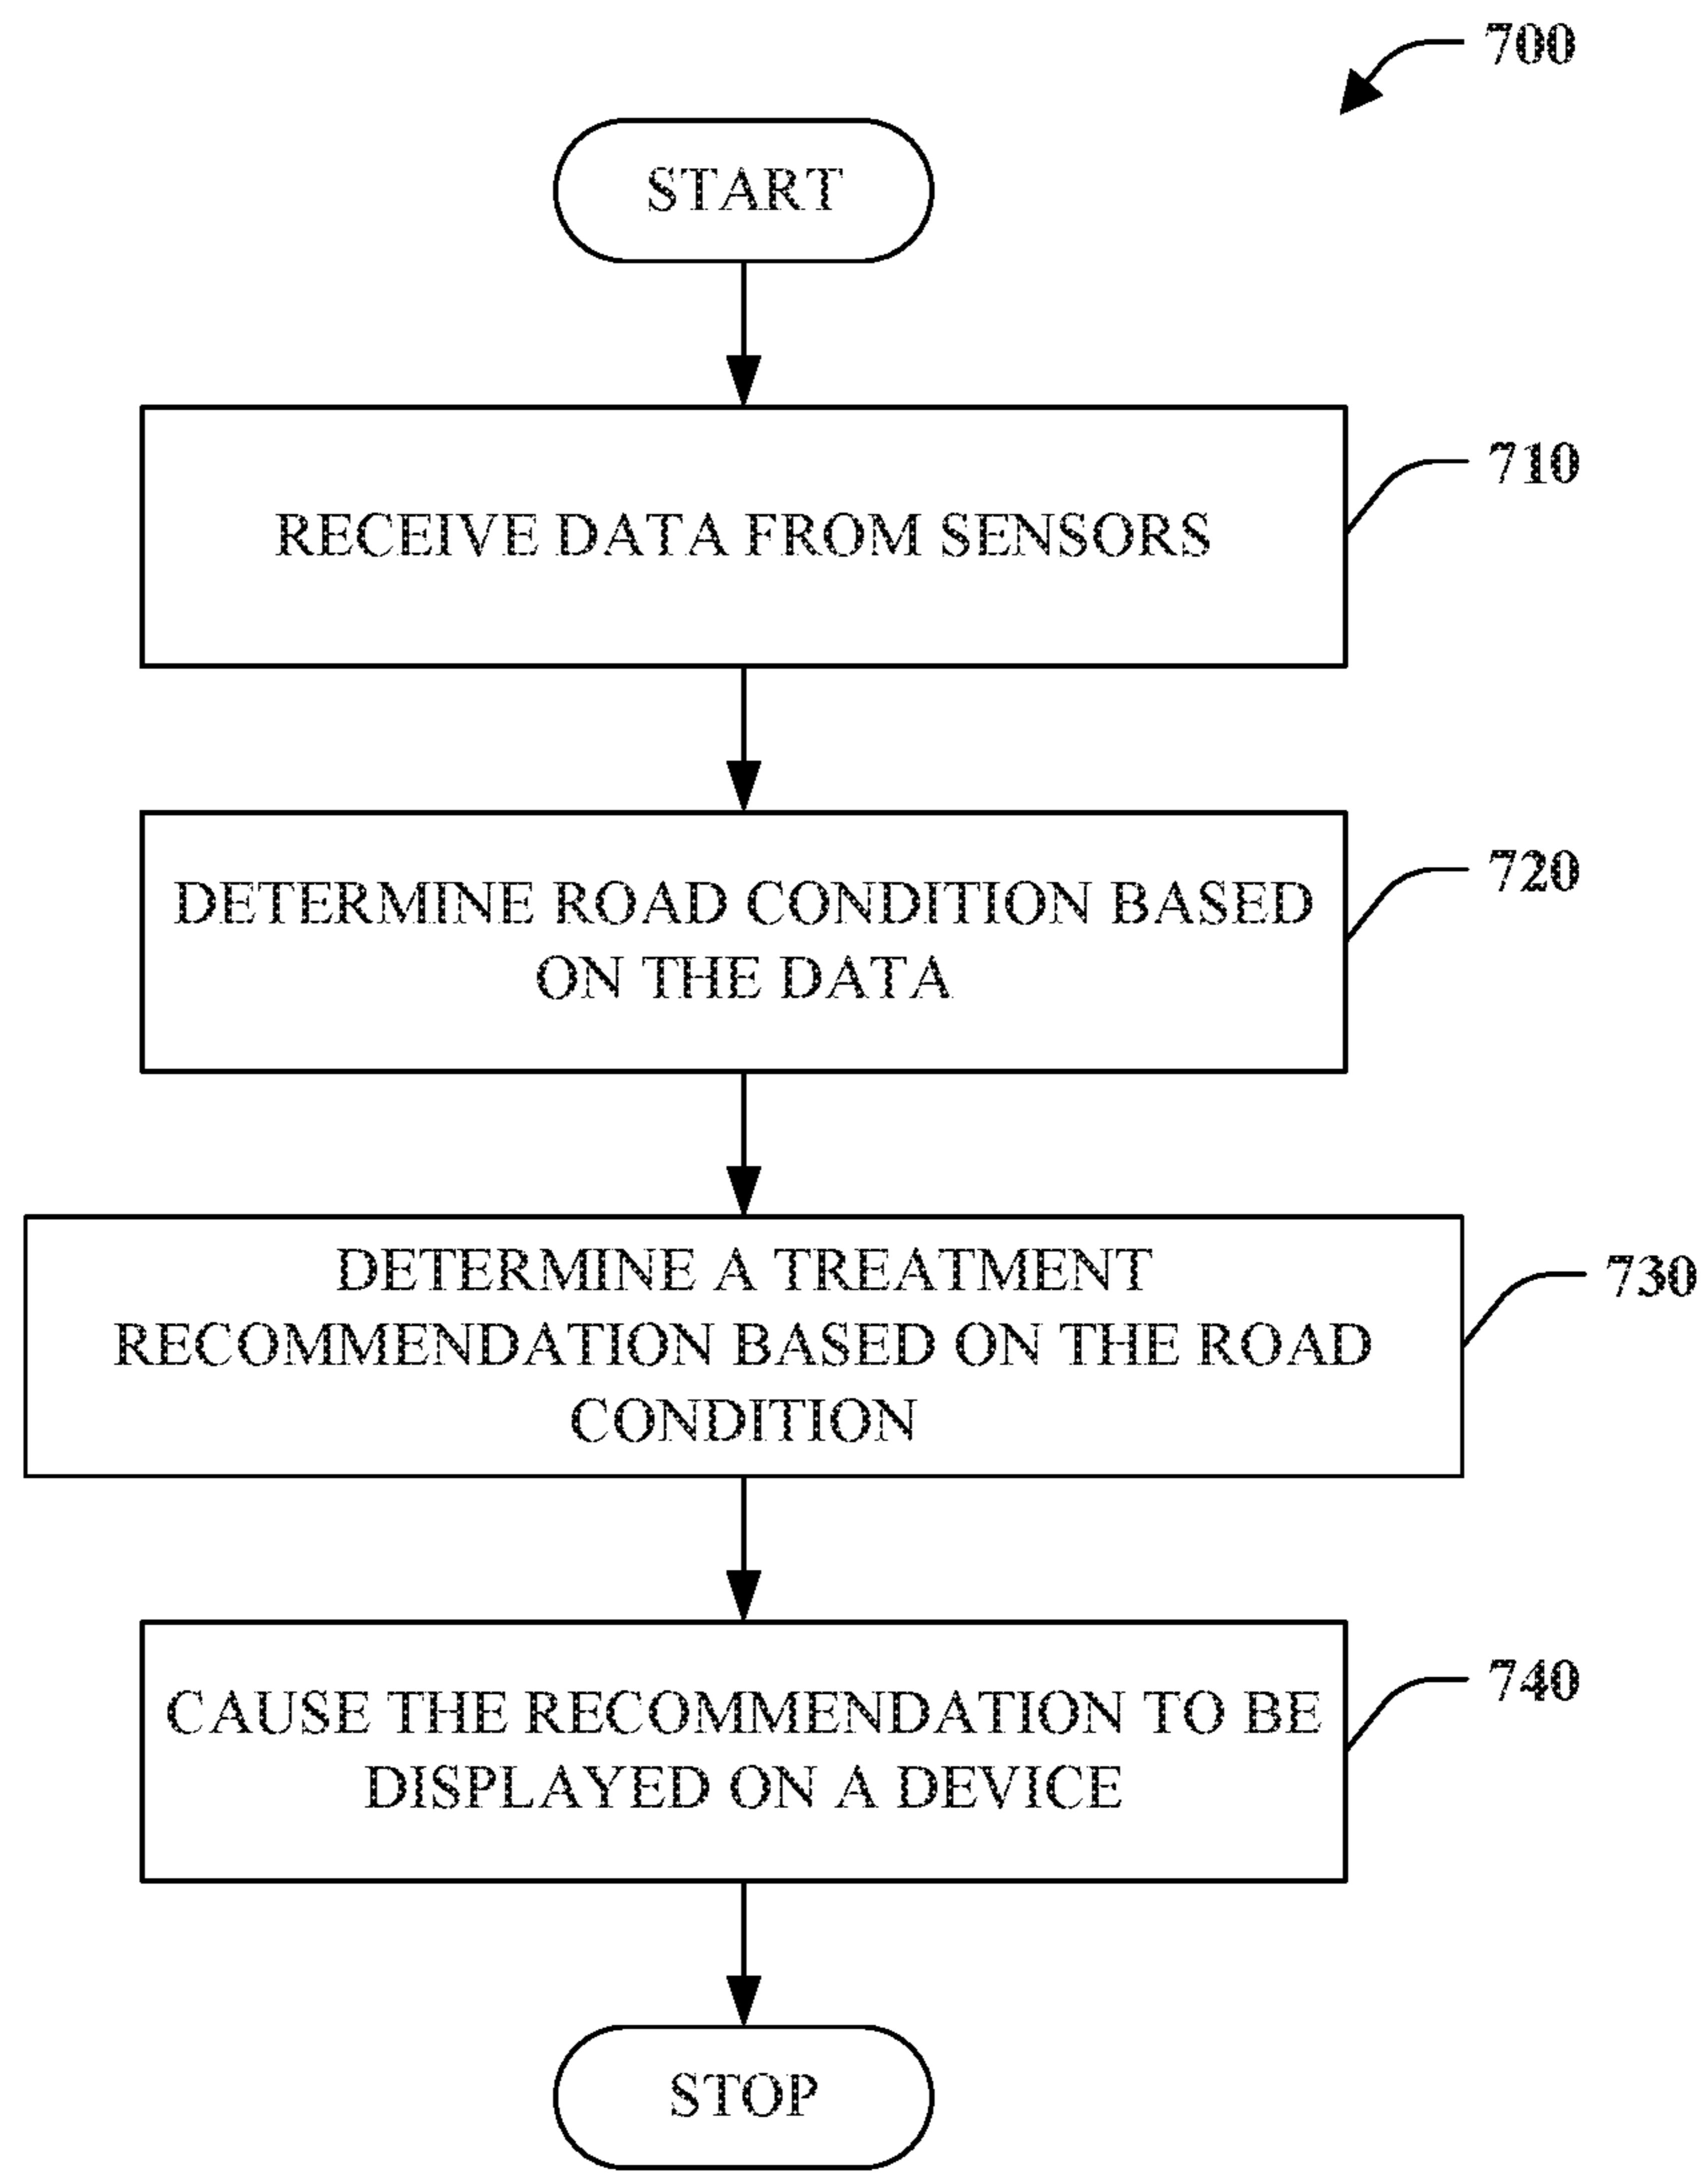 700
START
RECEIVE DATA FROM SENSORS
710
DETERMINE ROAD CONDITION BASED
ON THE DATA
720
DETERMINE A TREATMENT
RECOMMENDATION BASED ON THE ROAD
CONDITION
730
CAUSE THE RECOMMENDATION TO BE
DISPLAYED ON A DEVICE
740
STOP